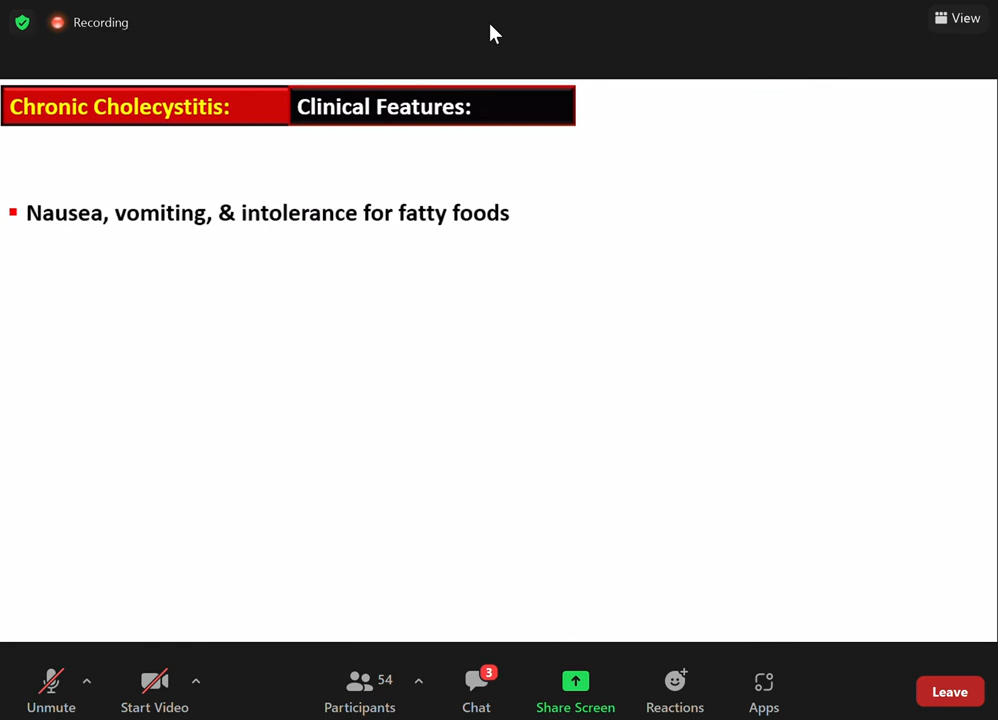 Recording
View
Chronic Cholecystitis: Clinical Features:
▪ Nausea, vomiting, & intolerance for fatty foods
54
3
Unmute
Start Video
Participants
Chat
Share Screen
Reactions
Apps
Leave